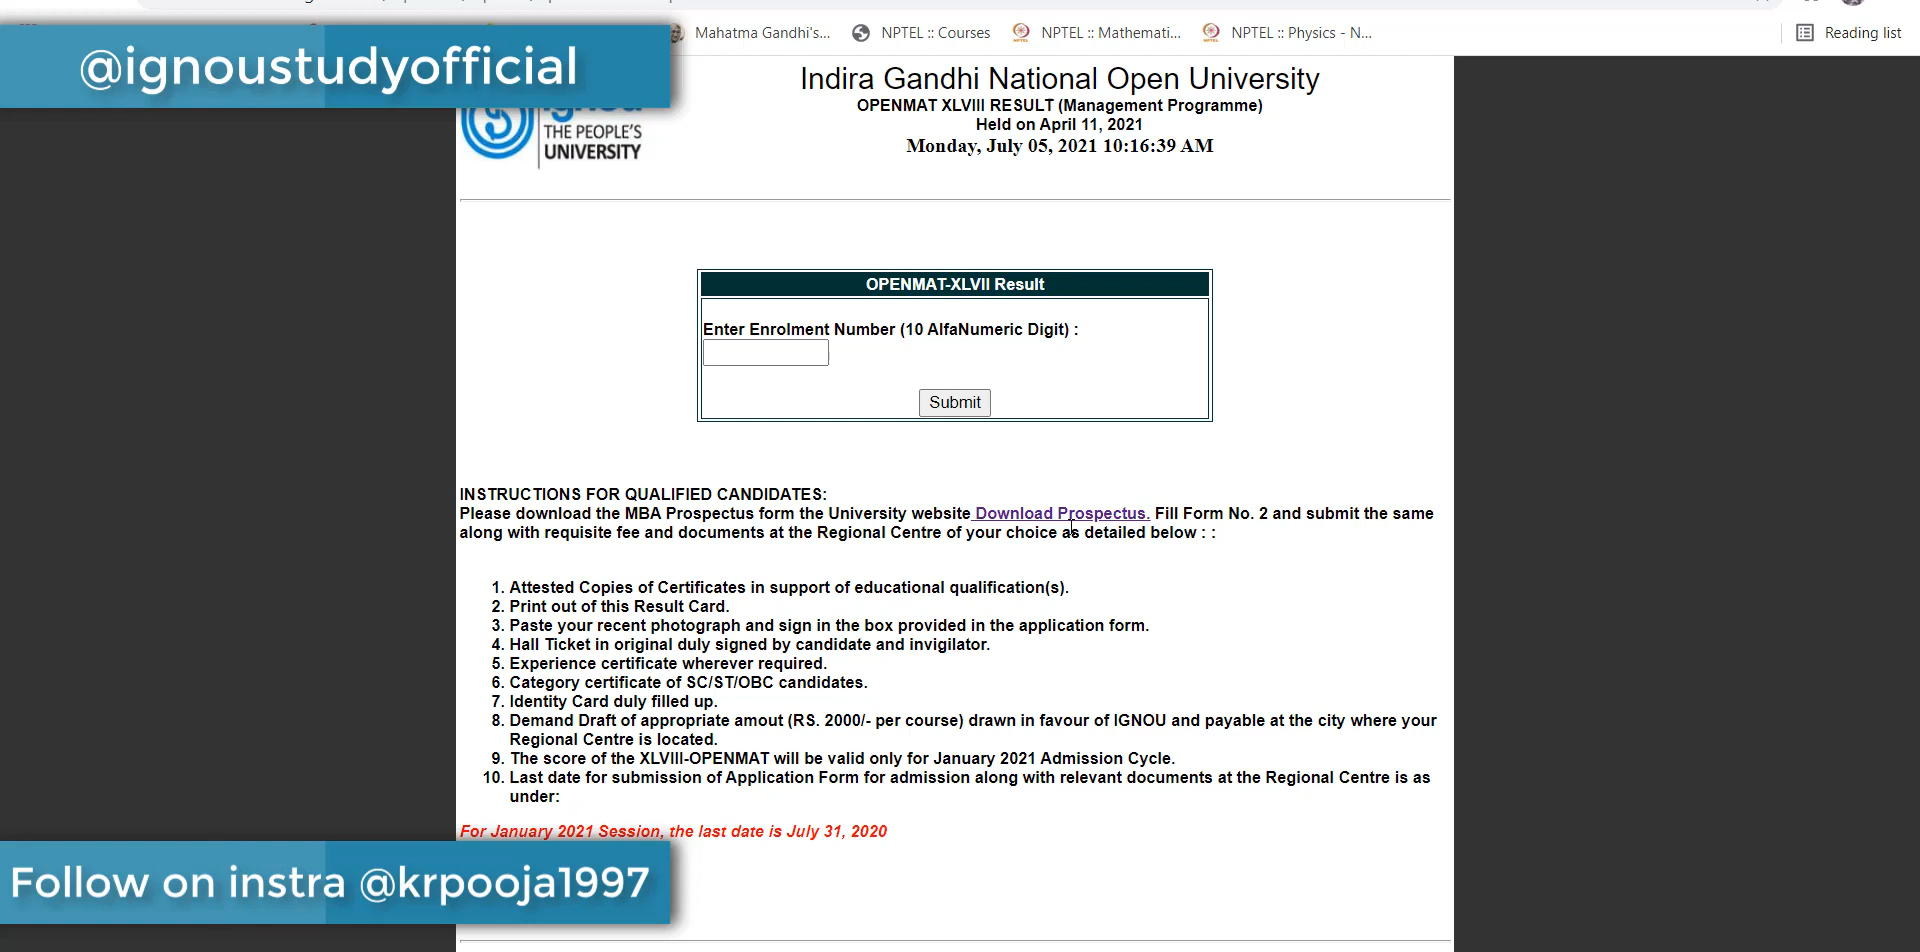 Mahatma Gandhi's... NPTEL :: Courses NPTEL :: Mathemati... NPTEL :: Physics - N... Reading list
@ignoustudyofficial
Indira Gandhi National Open University
OPENMAT XLVIII RESULT (Management Programme)
Held on April 11, 2021
Monday, July 05, 2021 10:16:39 AM
THE PEOPLE'S
UNIVERSITY
OPENMAT-XLVII Result
Enter Enrolment Number (10 AlfaNumeric Digit) :
Submit
INSTRUCTIONS FOR QUALIFIED CANDIDATES:
Please download the MBA Prospectus form the University website Download Prospectus. Fill Form No. 2 and submit the same
along with requisite fee and documents at the Regional Centre of your choice as detailed below : :
1. Attested Copies of Certificates in support of educational qualification(s).
2. Print out of this Result Card.
3. Paste your recent photograph and sign in the box provided in the application form.
4. Hall Ticket in original duly signed by candidate and invigilator.
5. Experience certificate wherever required.
6. Category certificate of SC/ST/OBC candidates.
7. Identity Card duly filled up.
8. Demand Draft of appropriate amout (RS. 2000/- per course) drawn in favour of IGNOU and payable at the city where your
Regional Centre is located.
9. The score of the XLVIII-OPENMAT will be valid only for January 2021 Admission Cycle.
10. Last date for submission of Application Form for admission along with relevant documents at the Regional Centre is as
under:
For January 2021 Session, the last date is July 31, 2020
Follow on instra @krpooja1997